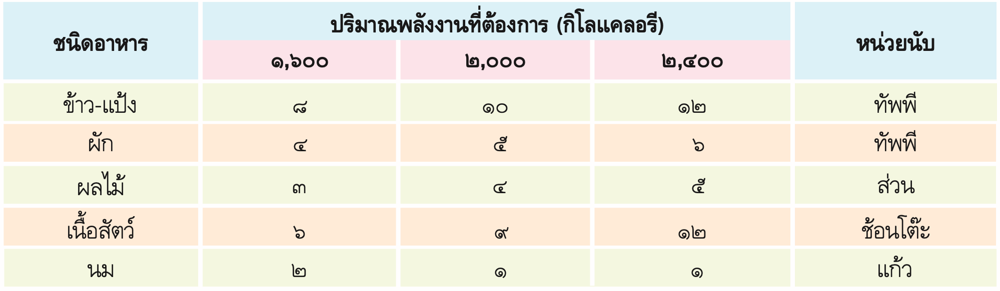 ชนิดอาหาร ปริมาณพลังงานที่ต้องการ (กิโลแคลอรี) หน่วยนับ
๑,๖๐๐ ๒,๐๐๐ ๒,๔๐๐
ข้าว-แป้ง ๘ ๑๐ ๑๒ ทัพพี
ผัก ๔ ๕ ๖ ทัพพี
ผลไม้ ๓ ๔ ๕ ส่วน
เนื้อสัตว์ ๖ ๙ ๑๒ ช้อนโต๊ะ
นม ๒ ๑ ๑ แก้ว